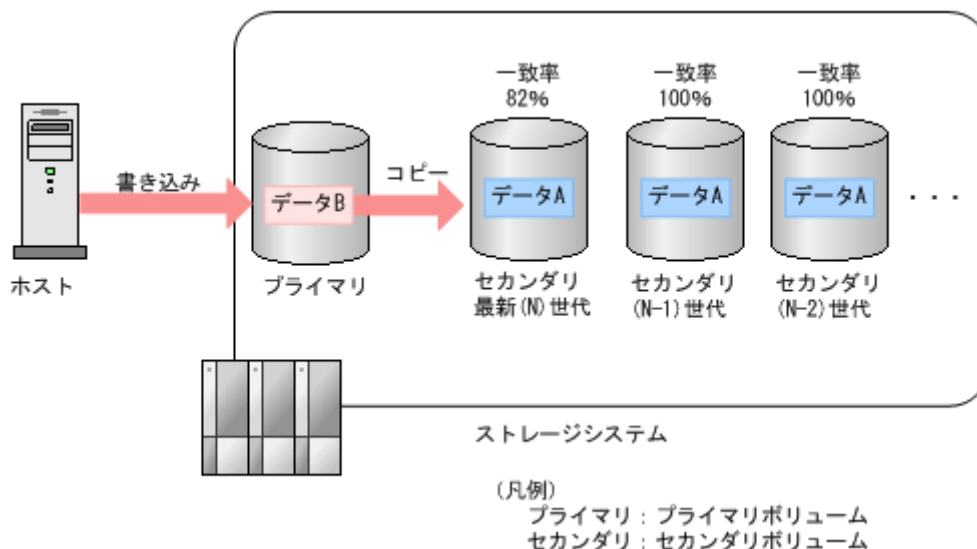 一致率
82%
一致率
100%
一致率
100%
書き込み
データB
コピー
データA
データA
データA
・・・
ホスト
プライマリ
セカンダリ
最新(N)世代
セカンダリ
(N-1)世代
セカンダリ
(N-2)世代
ストレージシステム
(凡例)
プライマリ：プライマリボリューム
セカンダリ：セカンダリボリューム